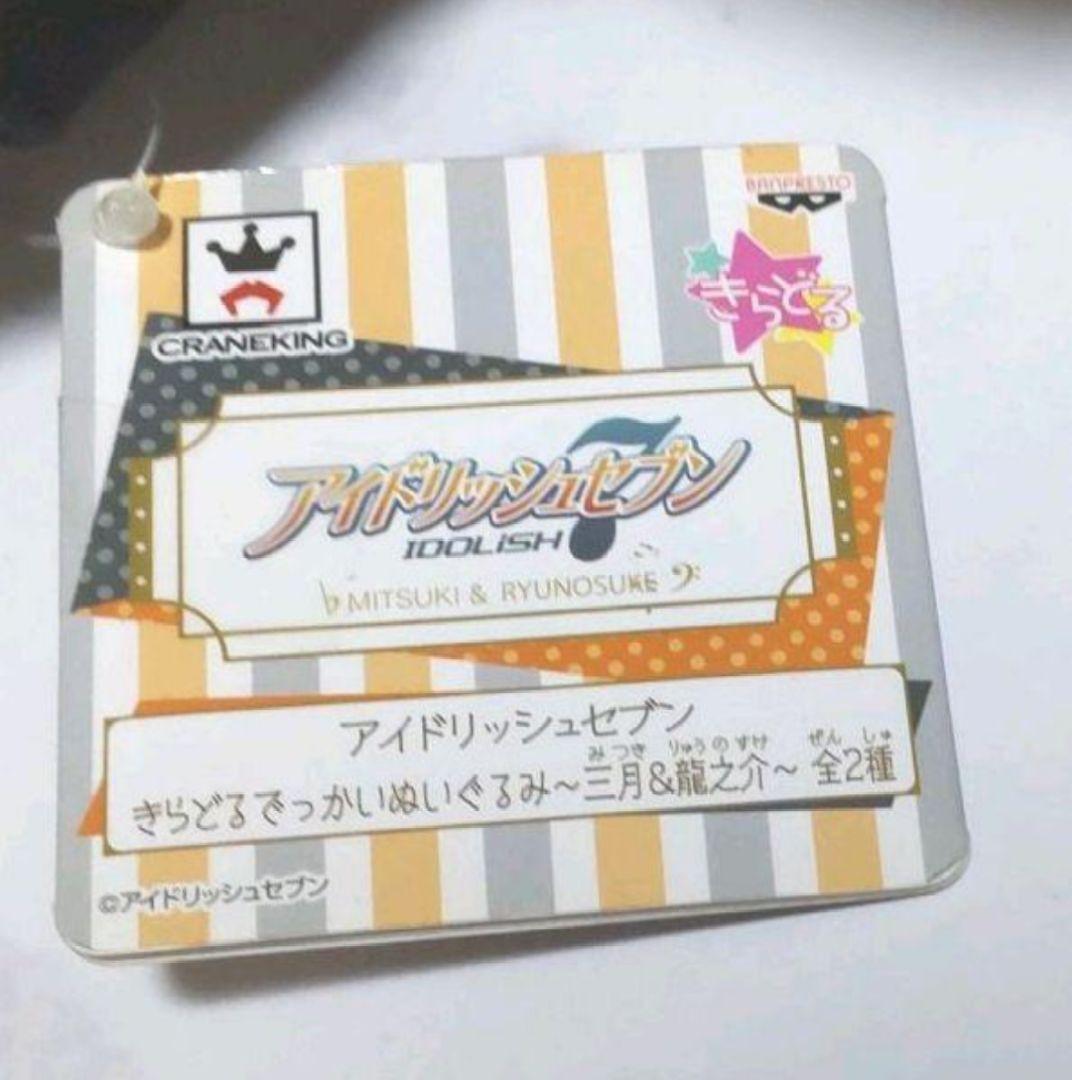 BANPRESTO
CRANEKING
きらどる
アイドリッシュセブン
IDOLiSH7
♭MITSUKI & RYUNOSUKE 𝄢
アイドリッシュセブン
みつき りゅうのすけ ぜん しゅ
きらどるでっかいぬいぐるみ～三月&龍之介～ 全2種
©アイドリッシュセブン